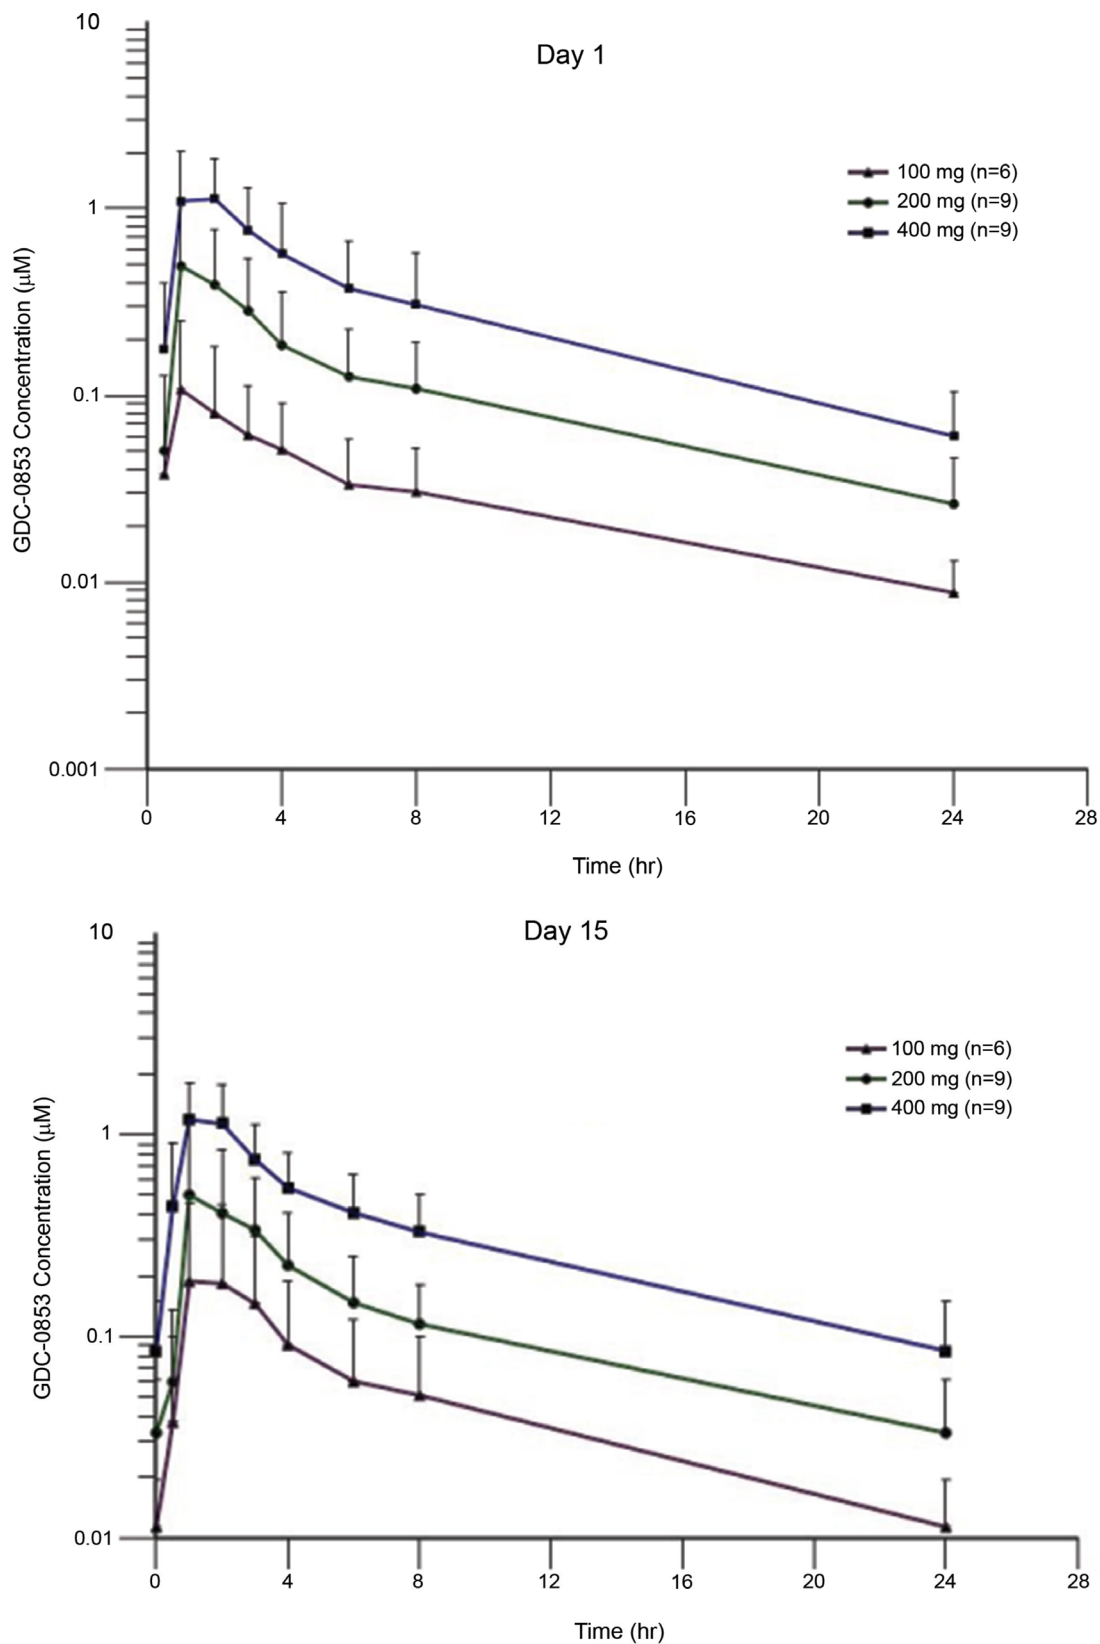 Day 1
10
1
0.1
0.01
0.001
GDC-0853 Concentration (µM)
100 mg (n=6)
200 mg (n=9)
400 mg (n=9)
0 4 8 12 16 20 24 28
Time (hr)
Day 15
10
1
0.1
0.01
GDC-0853 Concentration (µM)
100 mg (n=6)
200 mg (n=9)
400 mg (n=9)
0 4 8 12 16 20 24 28
Time (hr)